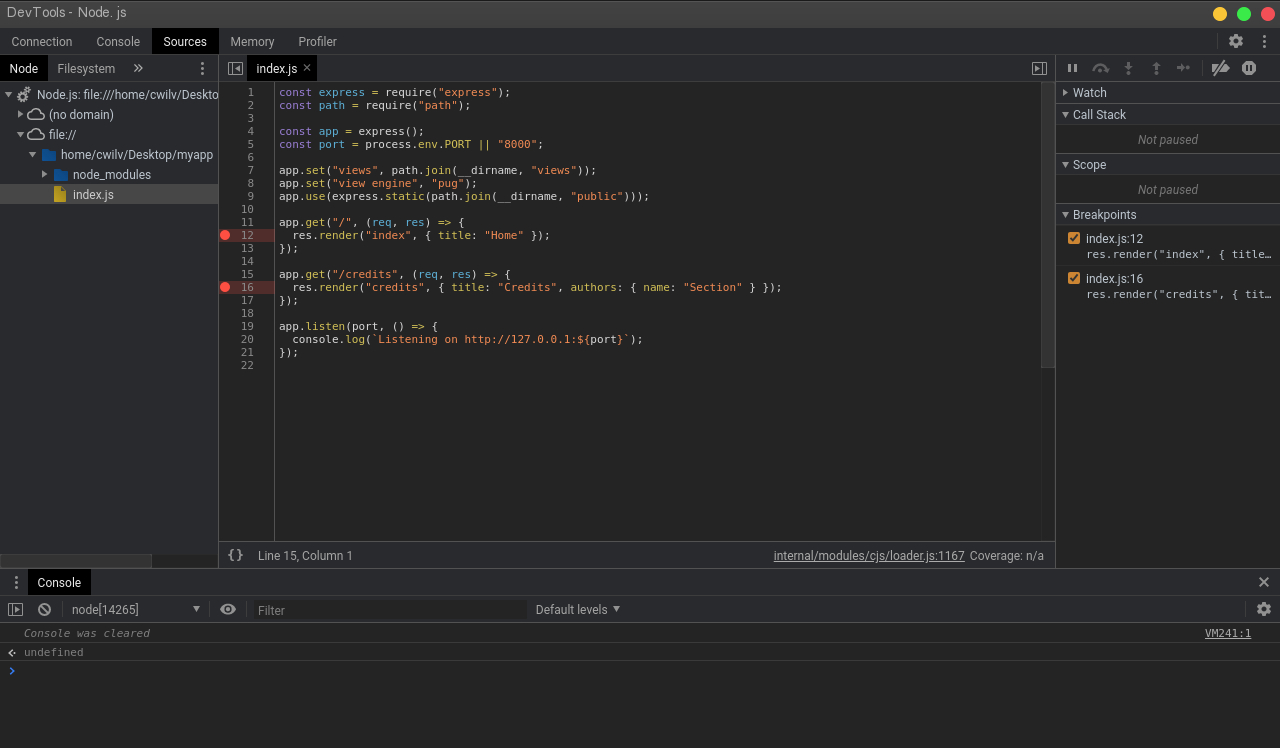 DevTools - Node. js
Connection Console Sources Memory Profiler
Node Filesystem
Node.js: file:///home/cwilv/Deskto
(no domain)
file://
home/cwilv/Desktop/myapp
node_modules
index.js
index.js
1 const express = require("express");
2 const path = require("path");
3
4 const app = express();
5 const port = process.env.PORT || "8000";
6
7 app.set("views", path.join(__dirname, "views"));
8 app.set("view engine", "pug");
9 app.use(express.static(path.join(__dirname, "public")));
10
11 app.get("/", (req, res) => {
12   res.render("index", { title: "Home" });
13 });
14
15 app.get("/credits", (req, res) => {
16   res.render("credits", { title: "Credits", authors: { name: "Section" } });
17 });
18
19 app.listen(port, () => {
20   console.log(`Listening on http://127.0.0.1:${port}`);
21 });
22
{} Line 15, Column 1 internal/modules/cjs/loader.js:1167 Coverage: n/a
Watch
Call Stack
Not paused
Scope
Not paused
Breakpoints
index.js:12
res.render("index", { title…
index.js:16
res.render("credits", { tit…
Console
node[14265] Filter Default levels
Console was cleared VM241:1
undefined